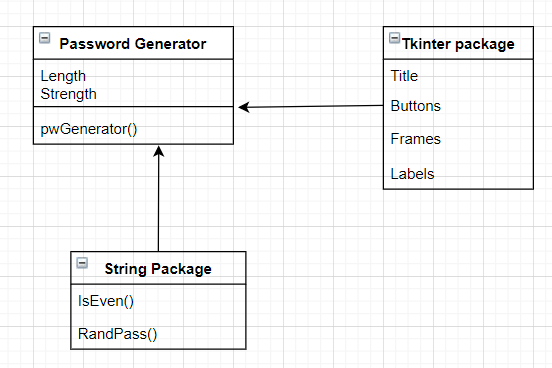 Password Generator
Length
Strength
pwGenerator()
Tkinter package
Title
Buttons
Frames
Labels
String Package
IsEven()
RandPass()